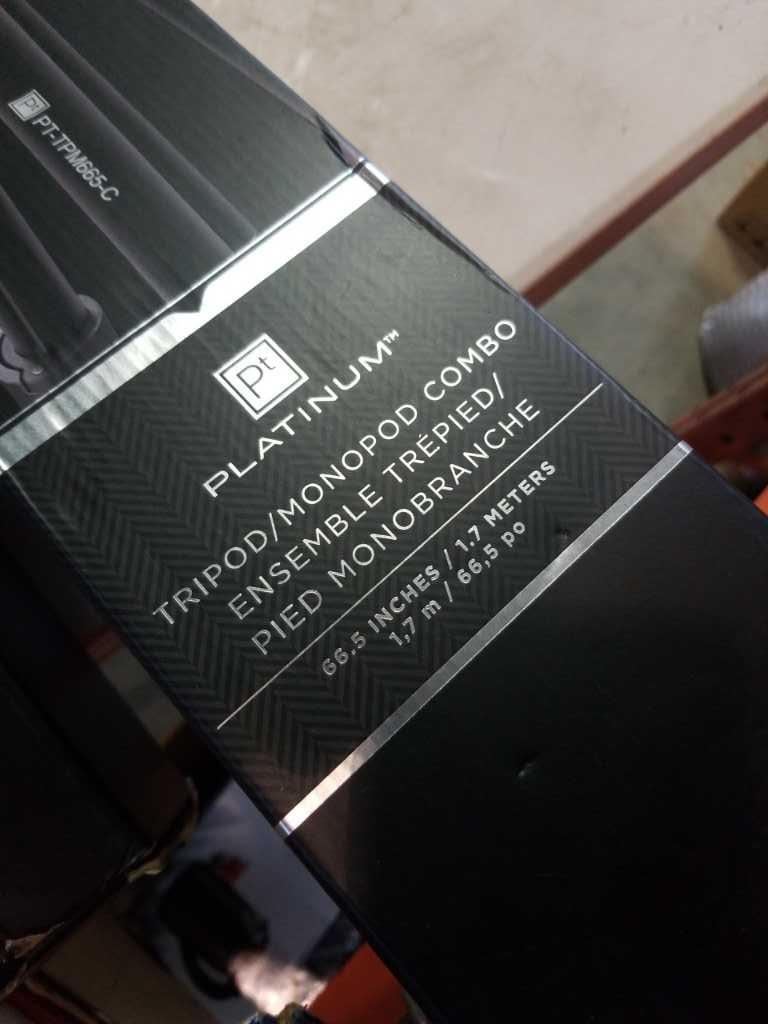 Pt PT-TPM665-C
Pt
PLATINUM™
TRIPOD/MONOPOD COMBO
ENSEMBLE TRÉPIED/
PIED MONOBRANCHE
66.5 INCHES / 1.7 METERS
1,7 m / 66,5 po